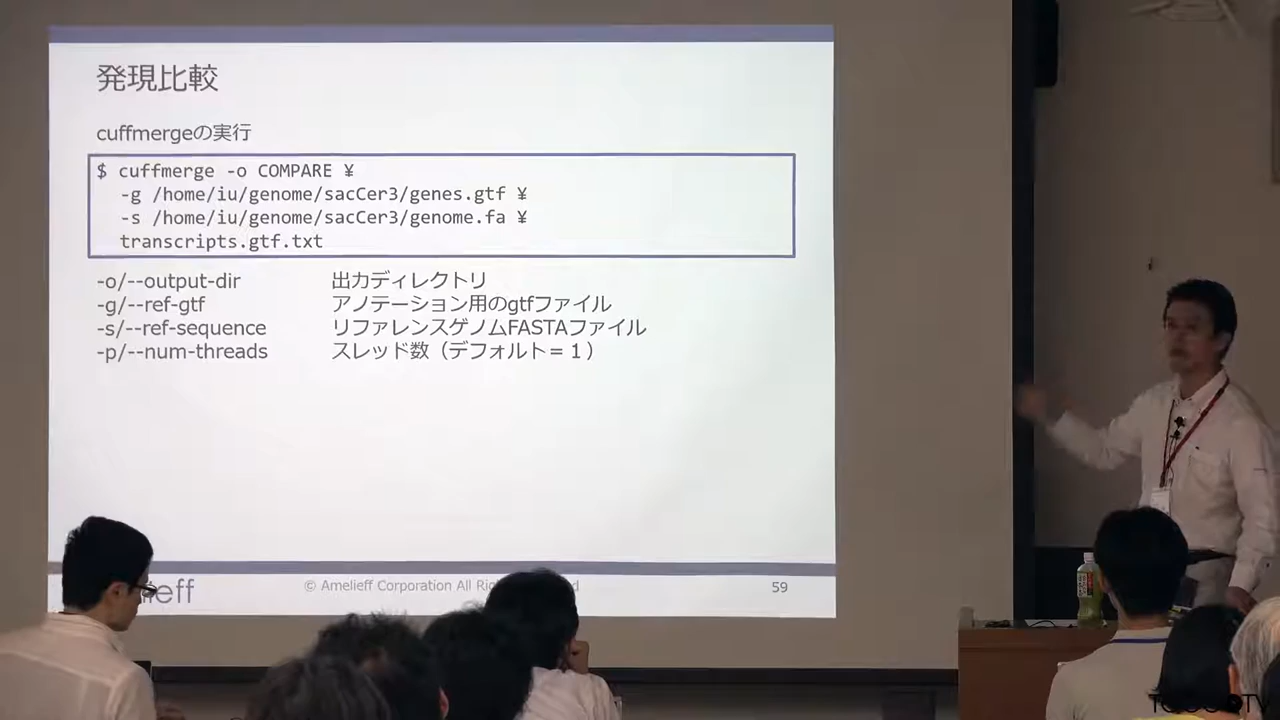 発現比較
cuffmergeの実行
$ cuffmerge -o COMPARE ¥
-g /home/iu/genome/sacCer3/genes.gtf ¥
-s /home/iu/genome/sacCer3/genome.fa ¥
transcripts.gtf.txt
-o/--output-dir 出力ディレクトリ
-g/--ref-gtf アノテーション用のgtfファイル
-s/--ref-sequence リファレンスゲノムFASTAファイル
-p/--num-threads スレッド数（デフォルト＝１）
© Amelieff Corporation All
59